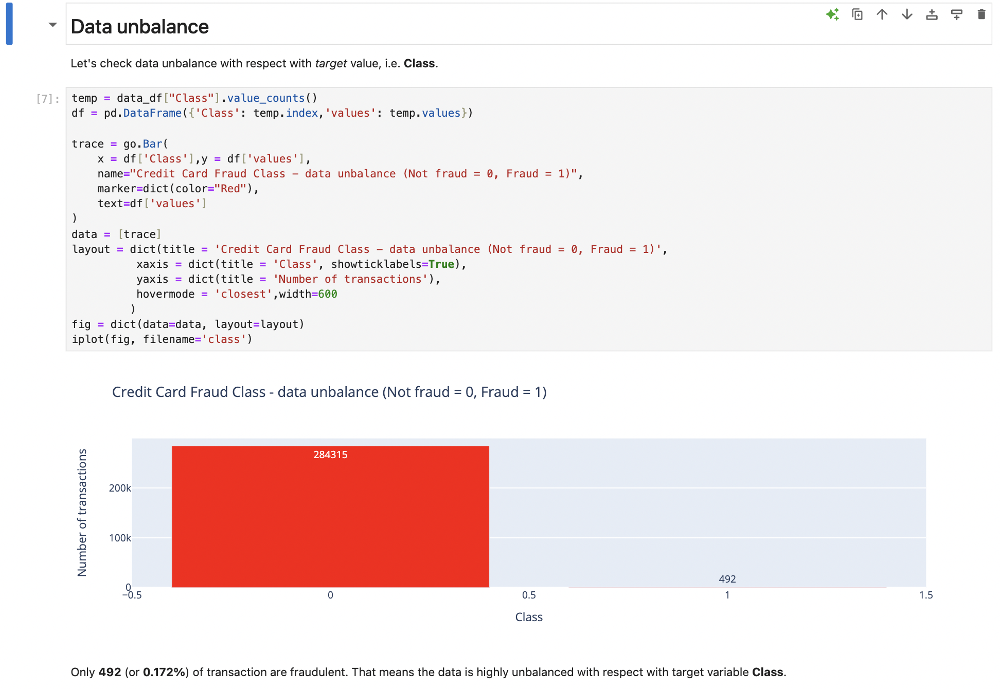 Data unbalance
Let's check data unbalance with respect with target value, i.e. Class.
[7]:
temp = data_df["Class"].value_counts()
df = pd.DataFrame({'Class': temp.index,'values': temp.values})

trace = go.Bar(
    x = df['Class'],y = df['values'],
    name="Credit Card Fraud Class - data unbalance (Not fraud = 0, Fraud = 1)",
    marker=dict(color="Red"),
    text=df['values']
)
data = [trace]
layout = dict(title = 'Credit Card Fraud Class - data unbalance (Not fraud = 0, Fraud = 1)',
          xaxis = dict(title = 'Class', showticklabels=True),
          yaxis = dict(title = 'Number of transactions'),
          hovermode = 'closest',width=600
         )
fig = dict(data=data, layout=layout)
iplot(fig, filename='class')
Credit Card Fraud Class - data unbalance (Not fraud = 0, Fraud = 1)
Number of transactions
284315
200k
100k
492
0
−0.5 0 0.5 1 1.5
Class
Only 492 (or 0.172%) of transaction are fraudulent. That means the data is highly unbalanced with respect with target variable Class.